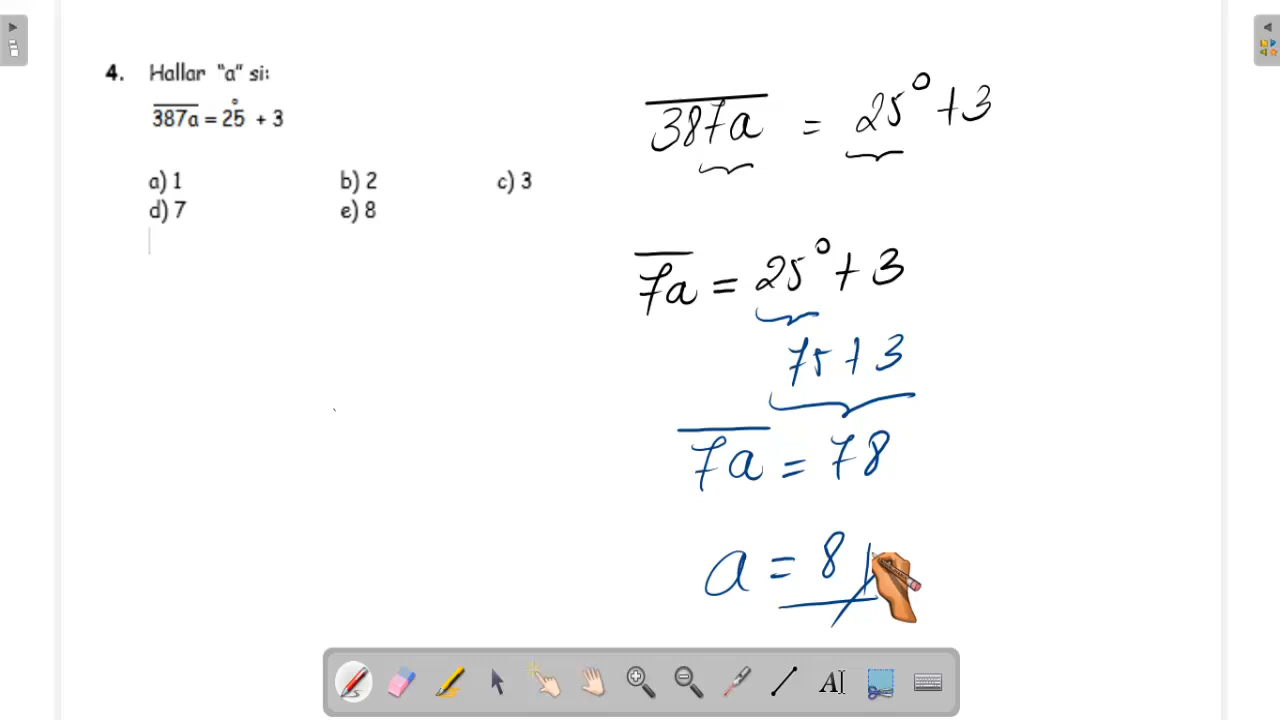 4. Hallar "a" si:
387a = 25° + 3
a) 1 b) 2 c) 3
d) 7 e) 8
387a = 25° + 3
7a = 25° + 3
75 + 3
7a = 78
a = 8
AI